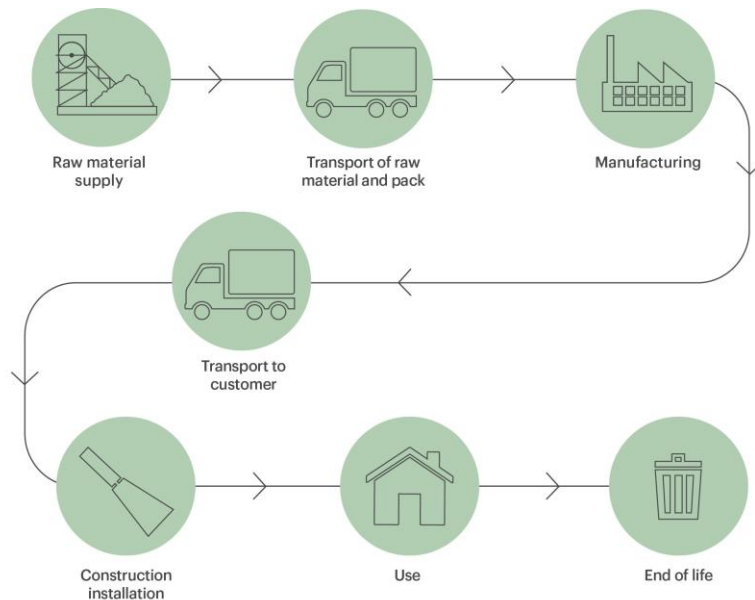 Raw material
supply
Transport of raw
material and pack
Manufacturing
Transport to
customer
Construction
installation
Use
End of life